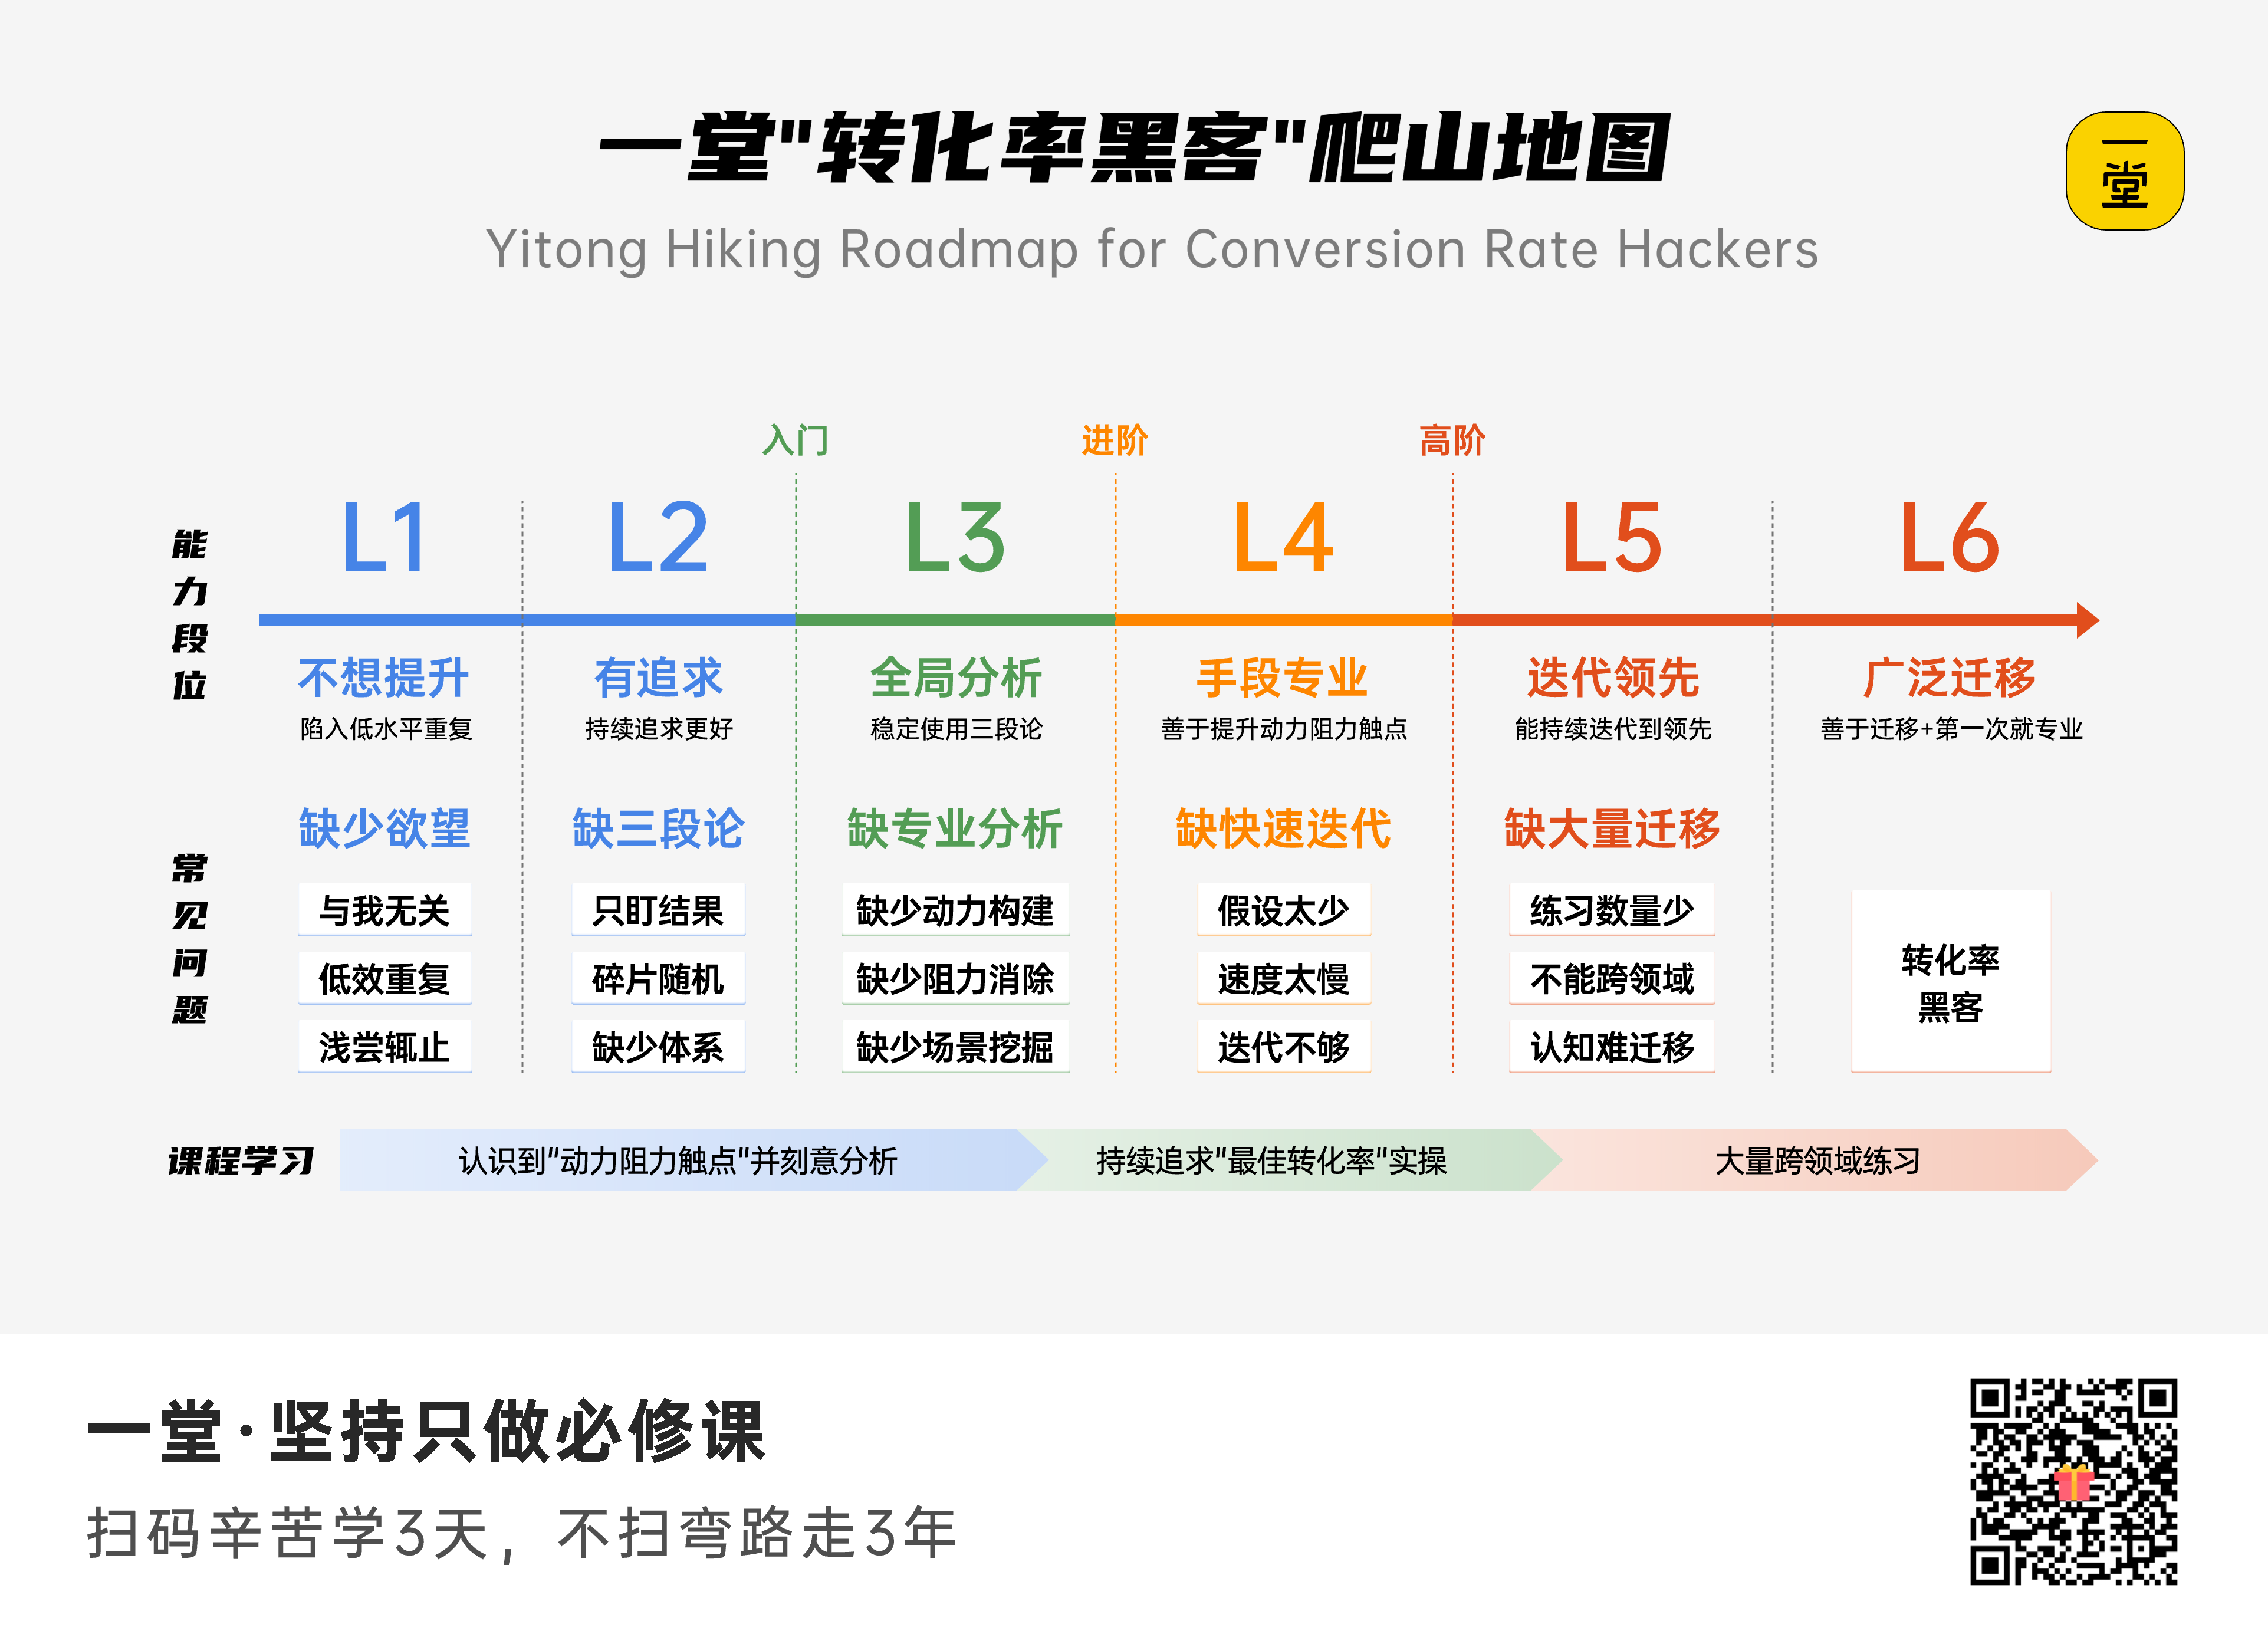 一堂"转化率黑客"爬山地图
一堂
Yitong Hiking Roadmap for Conversion Rate Hackers
入门 进阶 高阶
能力段位
L1 L2 L3 L4 L5 L6
不想提升 有追求 全局分析 手段专业 迭代领先 广泛迁移
陷入低水平重复 持续追求更好 稳定使用三段论 善于提升动力阻力触点 能持续迭代到领先 善于迁移+第一次就专业
常见问题
缺少欲望 缺三段论 缺专业分析 缺快速迭代 缺大量迁移
与我无关 只盯结果 缺少动力构建 假设太少 练习数量少
低效重复 碎片随机 缺少阻力消除 速度太慢 不能跨领域
浅尝辄止 缺少体系 缺少场景挖掘 迭代不够 认知难迁移
转化率
黑客
课程学习 认识到"动力阻力触点"并刻意分析 持续追求"最佳转化率"实操 大量跨领域练习
一堂·坚持只做必修课
扫码辛苦学3天，不扫弯路走3年